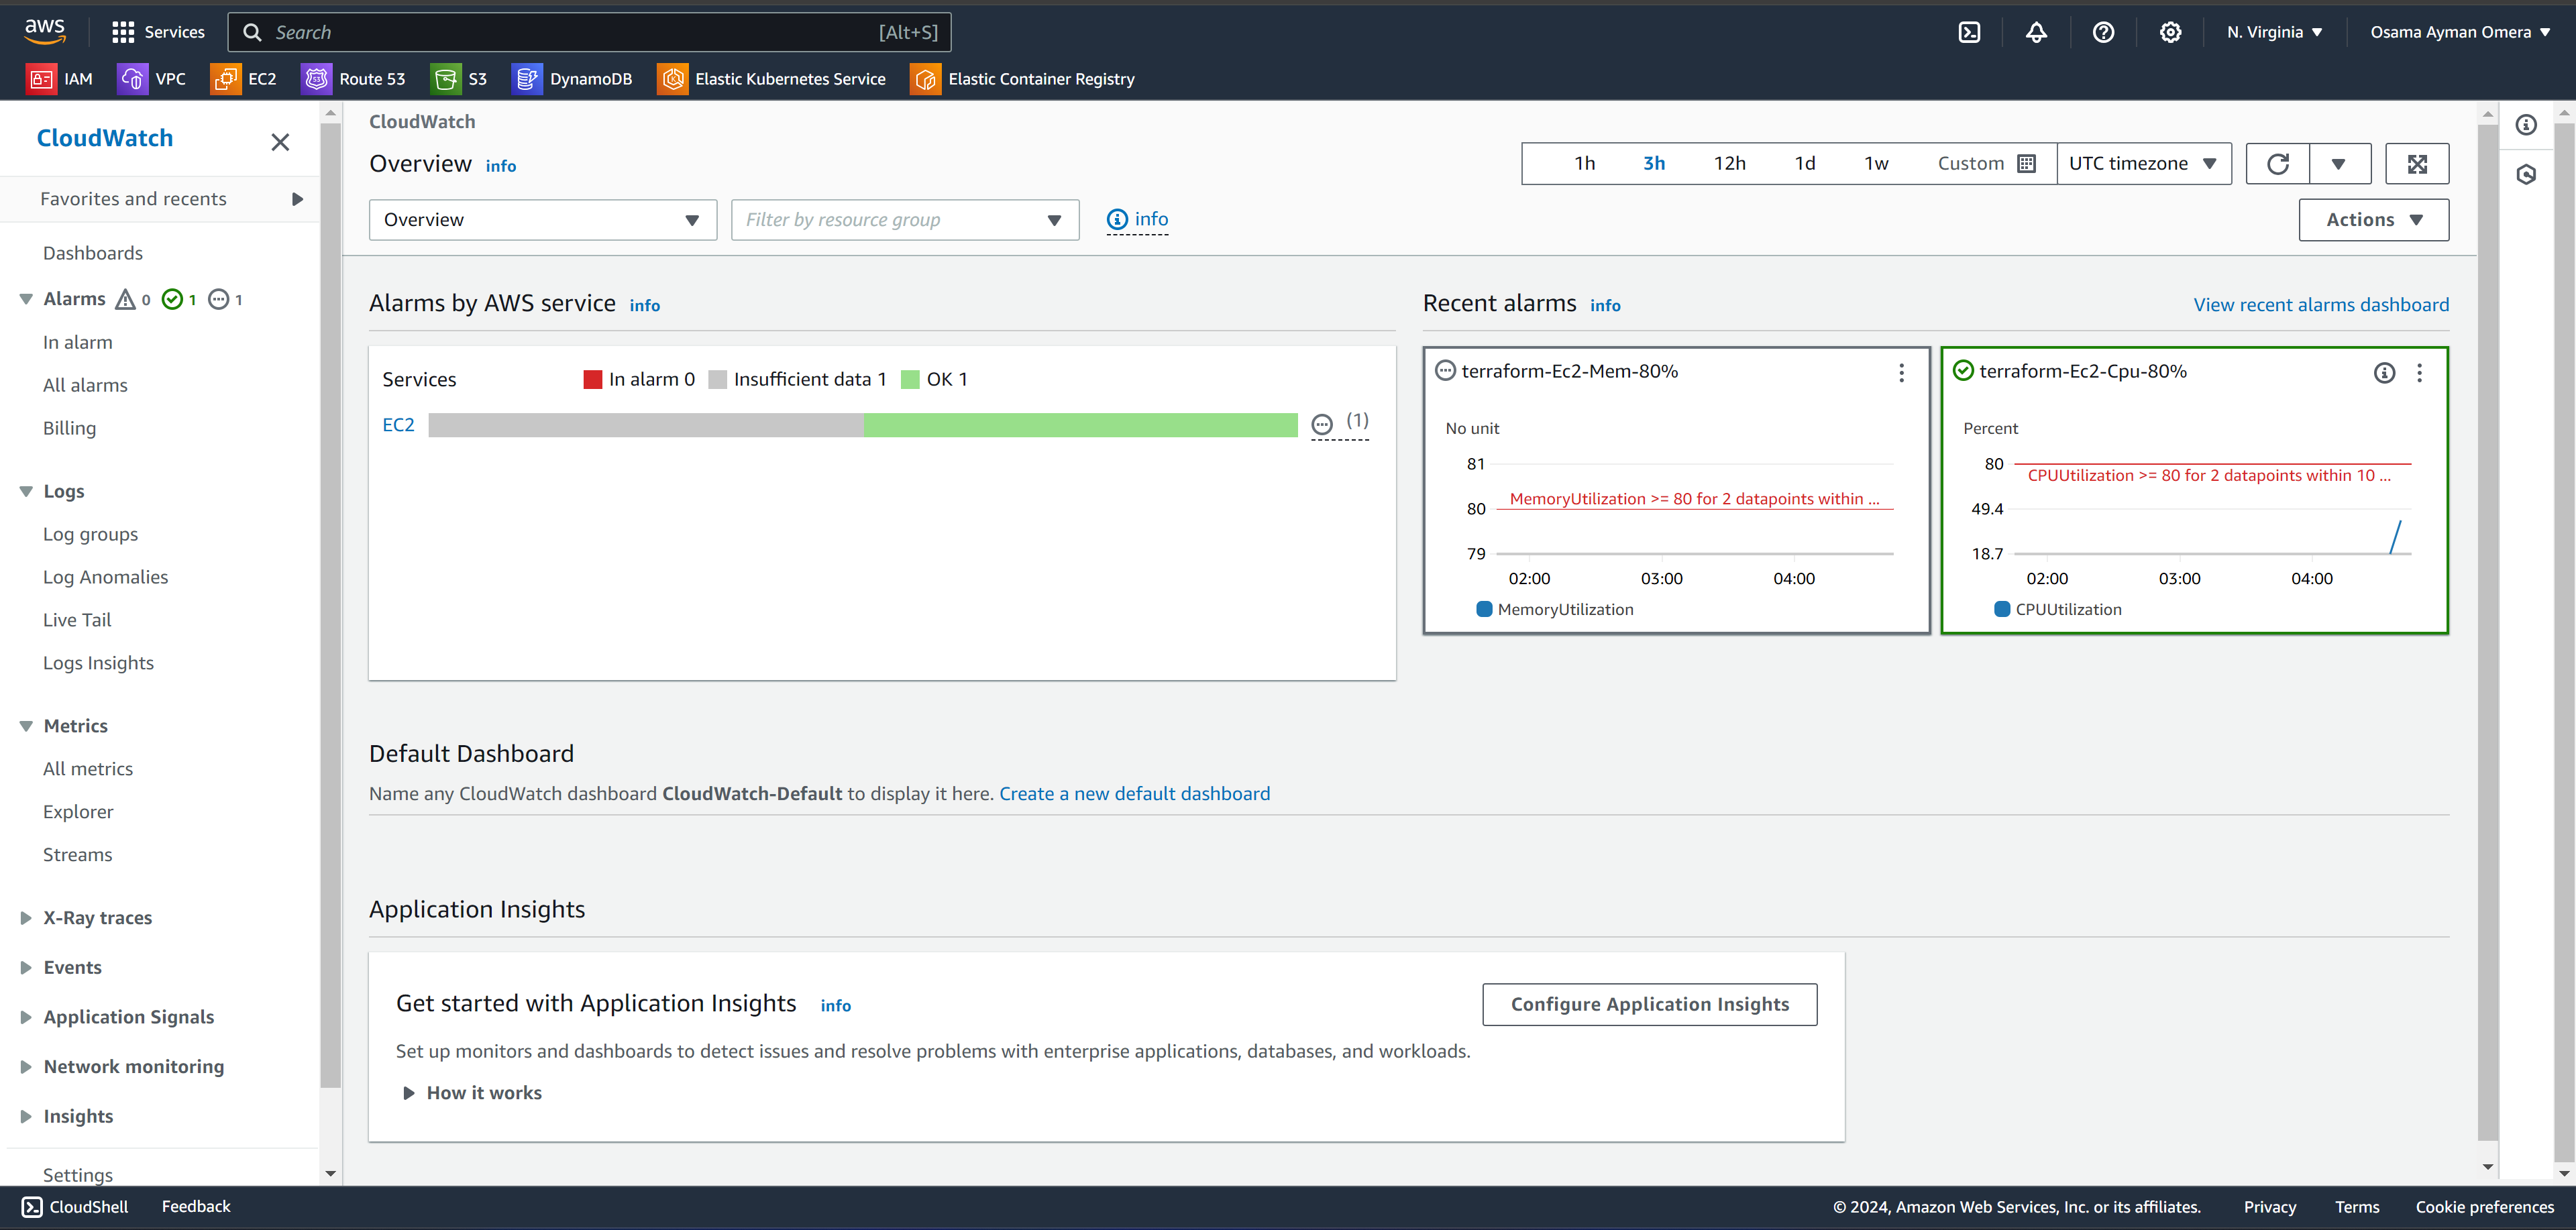 aws
Services
Search [Alt+S]
N. Virginia
Osama Ayman Omera
IAM VPC EC2 Route 53 S3 DynamoDB Elastic Kubernetes Service Elastic Container Registry
CloudWatch
Favorites and recents
Dashboards
Alarms 0 1 1
In alarm
All alarms
Billing
Logs
Log groups
Log Anomalies
Live Tail
Logs Insights
Metrics
All metrics
Explorer
Streams
X-Ray traces
Events
Application Signals
Network monitoring
Insights
Settings
CloudWatch
Overview info
1h 3h 12h 1d 1w Custom UTC timezone
Overview Filter by resource group info
Actions
Alarms by AWS service info
Services In alarm 0 Insufficient data 1 OK 1
EC2 (1)
Recent alarms info View recent alarms dashboard
terraform-Ec2-Mem-80%
No unit
81
MemoryUtilization >= 80 for 2 datapoints within ...
80
79
02:00 03:00 04:00
MemoryUtilization
terraform-Ec2-Cpu-80%
Percent
80
CPUUtilization >= 80 for 2 datapoints within 10 ...
49.4
18.7
02:00 03:00 04:00
CPUUtilization
Default Dashboard
Name any CloudWatch dashboard CloudWatch-Default to display it here. Create a new default dashboard
Application Insights
Get started with Application Insights info
Configure Application Insights
Set up monitors and dashboards to detect issues and resolve problems with enterprise applications, databases, and workloads.
How it works
CloudShell Feedback © 2024, Amazon Web Services, Inc. or its affiliates. Privacy Terms Cookie preferences